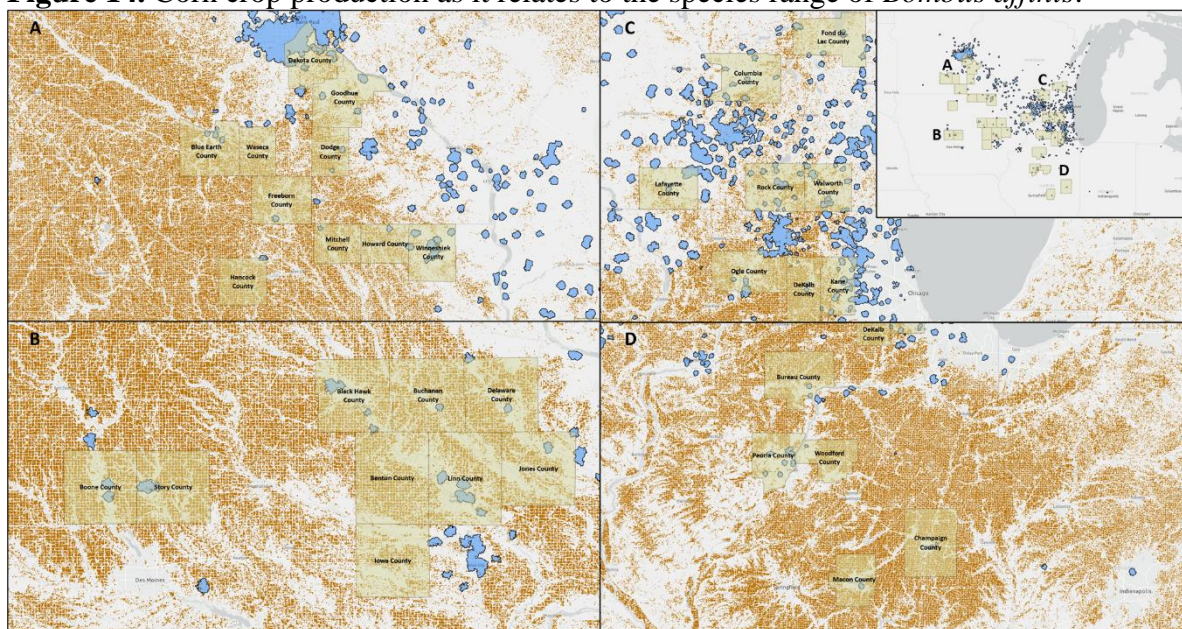 Figure 14. Corn crop production as it relates to the species range of Bombus affinis.
A
Dakota County
Goodhue
County
Blue Earth
County
Waseca
County
Dodge
County
Freeborn
County
Mitchell
County
Howard County
Winneshiek
County
Hancock
County
C
Fond du
Lac County
Columbia
County
Lafayette
County
Rock County
Walworth
County
Ogle County
DeKalb
County
Kane
County
Chicago
A
C
B
D
B
Black Hawk
County
Buchanan
County
Delaware
County
Jones County
Benton County
Linn County
Boone County
Story County
Iowa County
Des Moines
D
DeKalb
County
Bureau County
Peoria County
Woodford
County
Champaign
County
Macon County
Springfield
Indianapolis